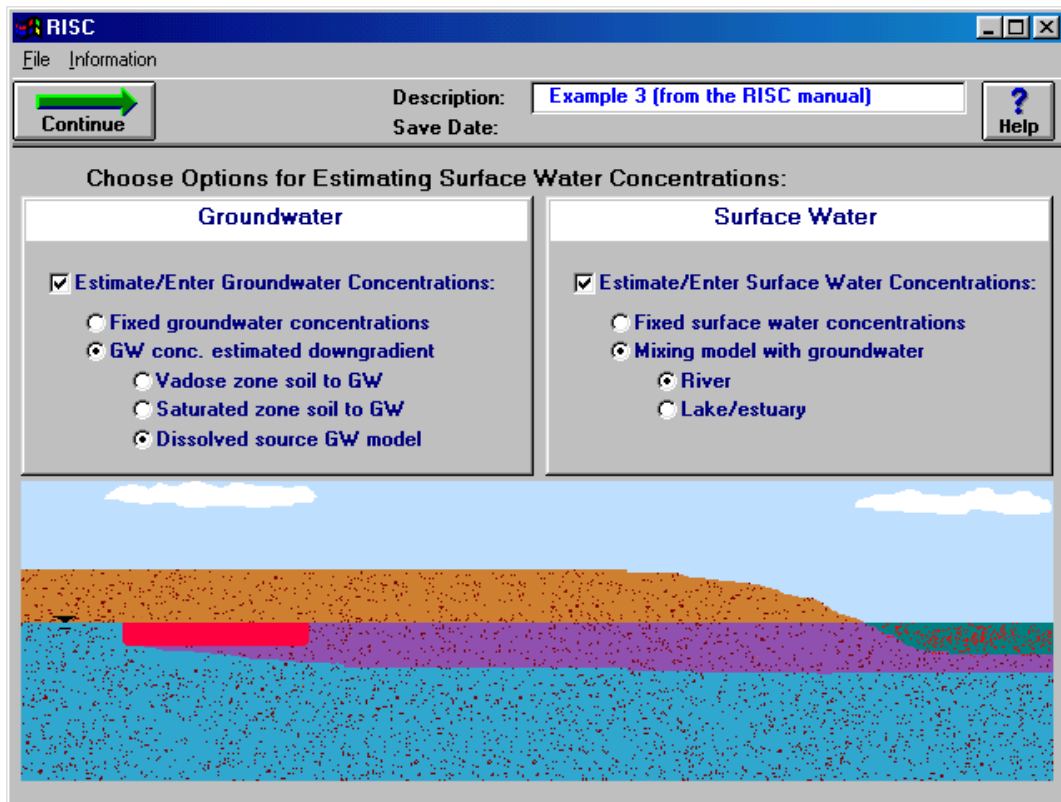 RISC
File Information
Continue
Description: Example 3 (from the RISC manual)
Save Date:
? Help
Choose Options for Estimating Surface Water Concentrations:
Groundwater
Estimate/Enter Groundwater Concentrations:
Fixed groundwater concentrations
GW conc. estimated downgradient
Vadose zone soil to GW
Saturated zone soil to GW
Dissolved source GW model
Surface Water
Estimate/Enter Surface Water Concentrations:
Fixed surface water concentrations
Mixing model with groundwater
River
Lake/estuary